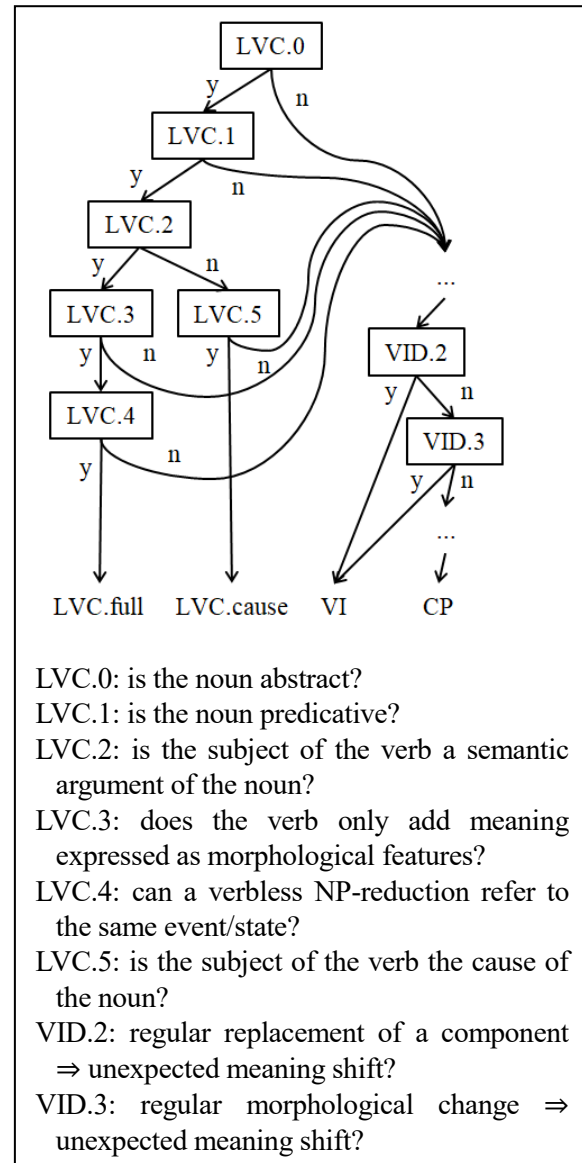 LVC.0
y
n
LVC.1
y
n
LVC.2
y
n
...
LVC.3
LVC.5
VID.2
y
n
y
n
y
n
LVC.4
VID.3
y
n
y
n
...
LVC.full LVC.cause VI CP
LVC.0: is the noun abstract?
LVC.1: is the noun predicative?
LVC.2: is the subject of the verb a semantic
argument of the noun?
LVC.3: does the verb only add meaning
expressed as morphological features?
LVC.4: can a verbless NP-reduction refer to
the same event/state?
LVC.5: is the subject of the verb the cause of
the noun?
VID.2: regular replacement of a component
⇒ unexpected meaning shift?
VID.3: regular morphological change ⇒
unexpected meaning shift?